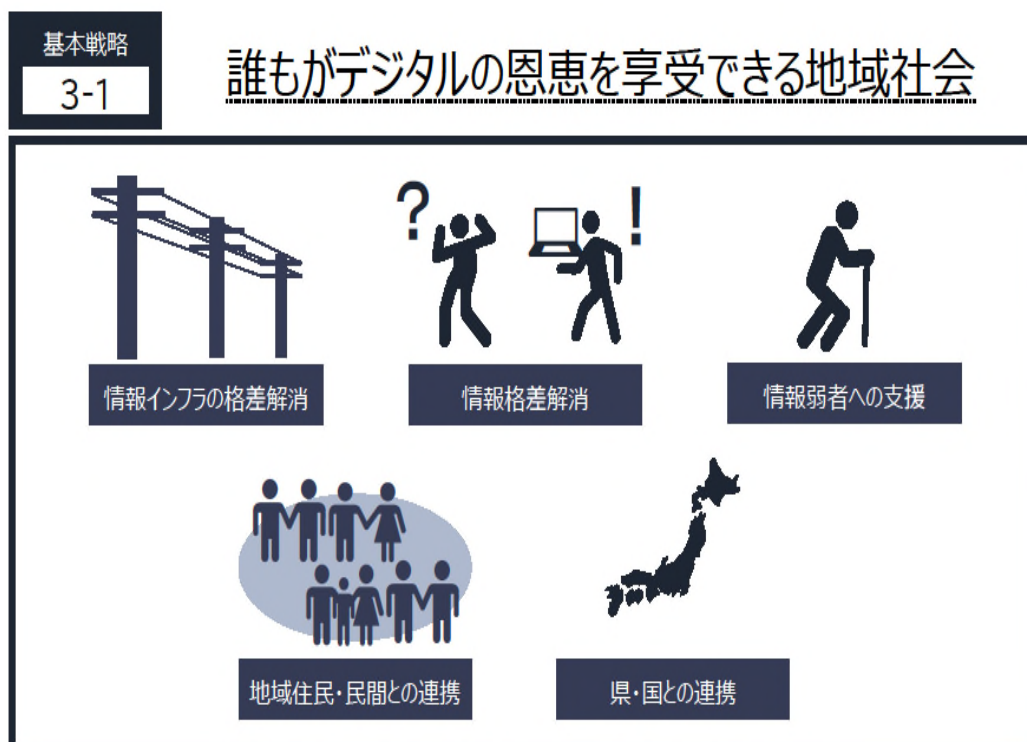 基本戦略
3-1
誰もがデジタルの恩恵を享受できる地域社会
?
!
情報インフラの格差解消
情報格差解消
情報弱者への支援
地域住民・民間との連携
県・国との連携